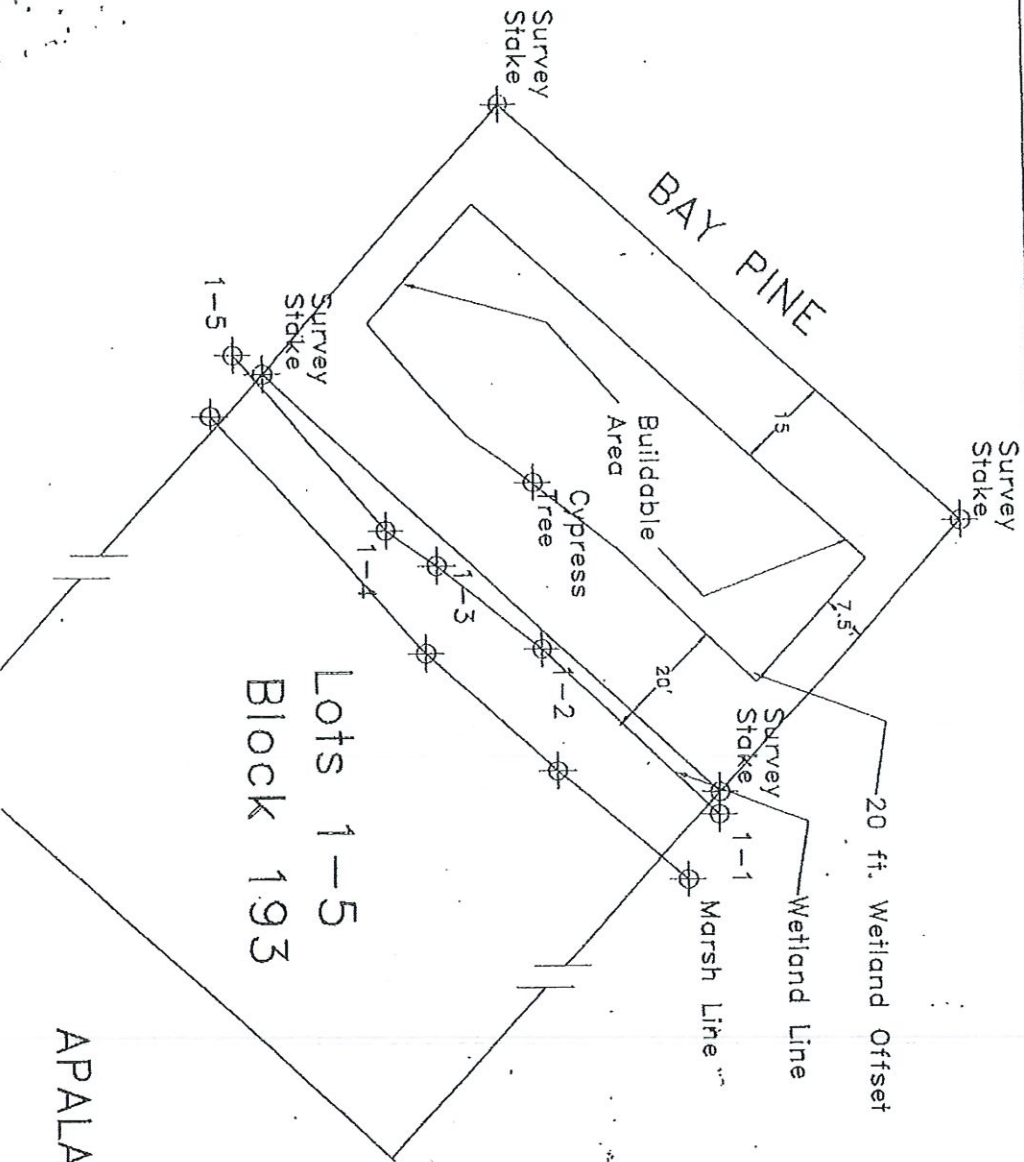 Survey
Stake
BAY PINE
Survey
Stake
15
7.5'
Buildable
Area
Cypress
Tree
20'
Survey
Stake
1-5
1-4
1-3
1-2
Survey
Stake
1-1
20 ft. Wetland Offset
Wetland Line
Marsh Line
Lots 1-5
Block 193
APALA